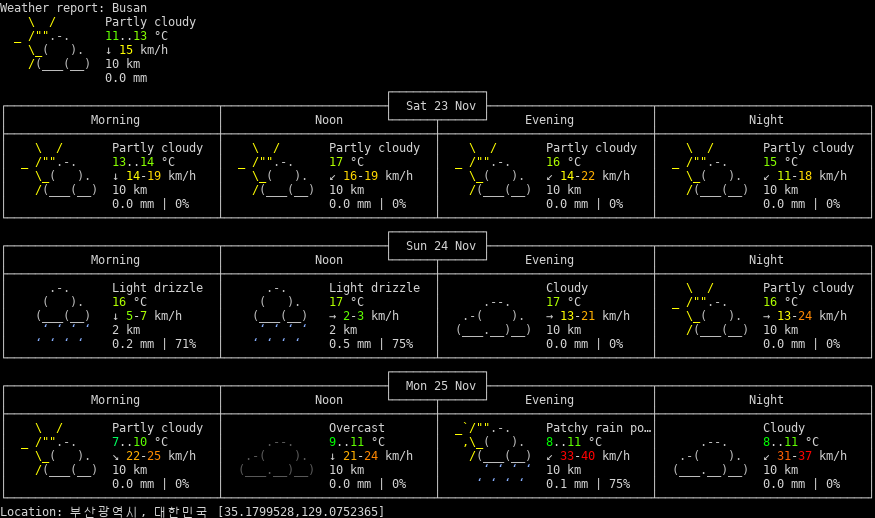 Weather report: Busan
Partly cloudy
11..13 °C
↓ 15 km/h
10 km
0.0 mm
Sat 23 Nov
Morning Noon Evening Night
Partly cloudy Partly cloudy Partly cloudy Partly cloudy
13..14 °C 17 °C 16 °C 15 °C
↓ 14-19 km/h ↙ 16-19 km/h ↙ 14-22 km/h ↙ 11-18 km/h
10 km 10 km 10 km 10 km
0.0 mm | 0% 0.0 mm | 0% 0.0 mm | 0% 0.0 mm | 0%
Sun 24 Nov
Morning Noon Evening Night
Light drizzle Light drizzle Cloudy Partly cloudy
16 °C 17 °C 17 °C 16 °C
↓ 5-7 km/h → 2-3 km/h → 13-21 km/h → 13-24 km/h
2 km 2 km 10 km 10 km
0.2 mm | 71% 0.5 mm | 75% 0.0 mm | 0% 0.0 mm | 0%
Mon 25 Nov
Morning Noon Evening Night
Partly cloudy Overcast Patchy rain po… Cloudy
7..10 °C 9..11 °C 8..11 °C 8..11 °C
↘ 22-25 km/h ↓ 21-24 km/h ↙ 33-40 km/h ↙ 31-37 km/h
10 km 10 km 10 km 10 km
0.0 mm | 0% 0.0 mm | 0% 0.1 mm | 75% 0.0 mm | 0%
Location: 부산광역시, 대한민국 [35.1799528,129.0752365]